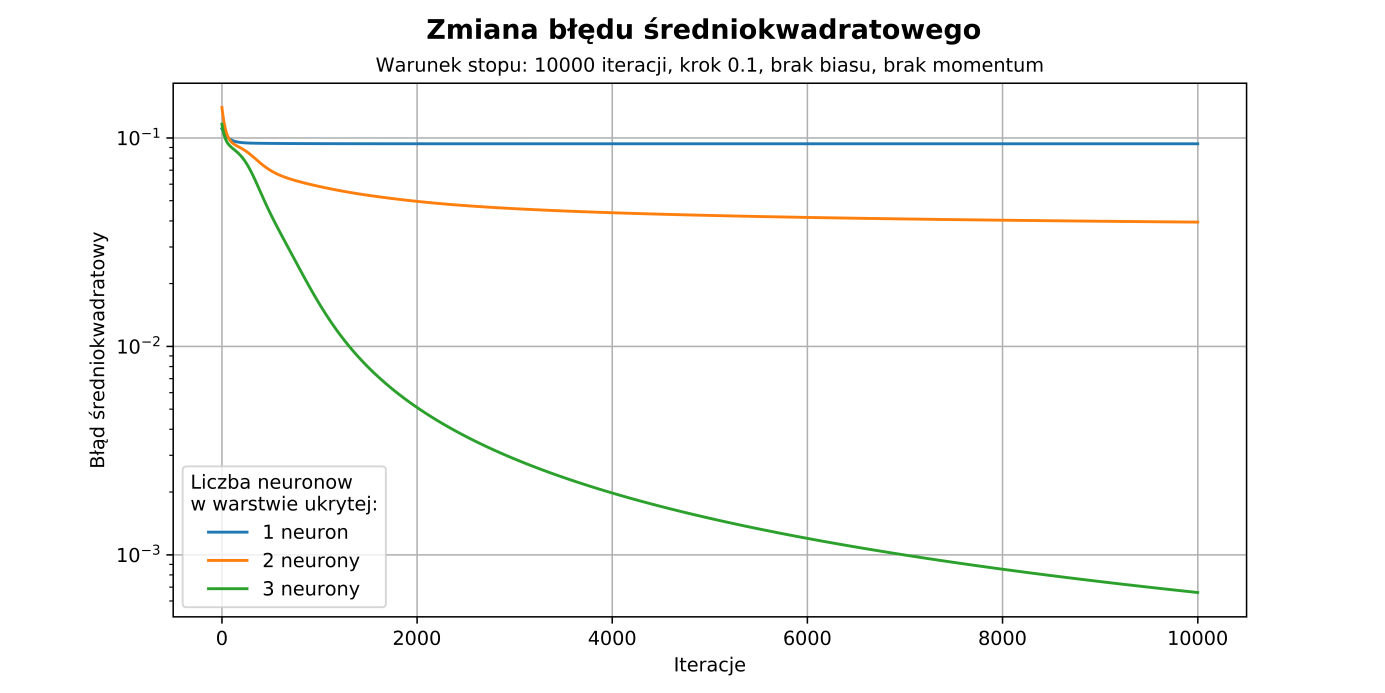 Zmiana błędu średniokwadratowego
Warunek stopu: 10000 iteracji, krok 0.1, brak biasu, brak momentum
Błąd średniokwadratowy
10⁻¹
10⁻²
10⁻³
Liczba neuronow
w warstwie ukrytej:
1 neuron
2 neurony
3 neurony
0 2000 4000 6000 8000 10000
Iteracje